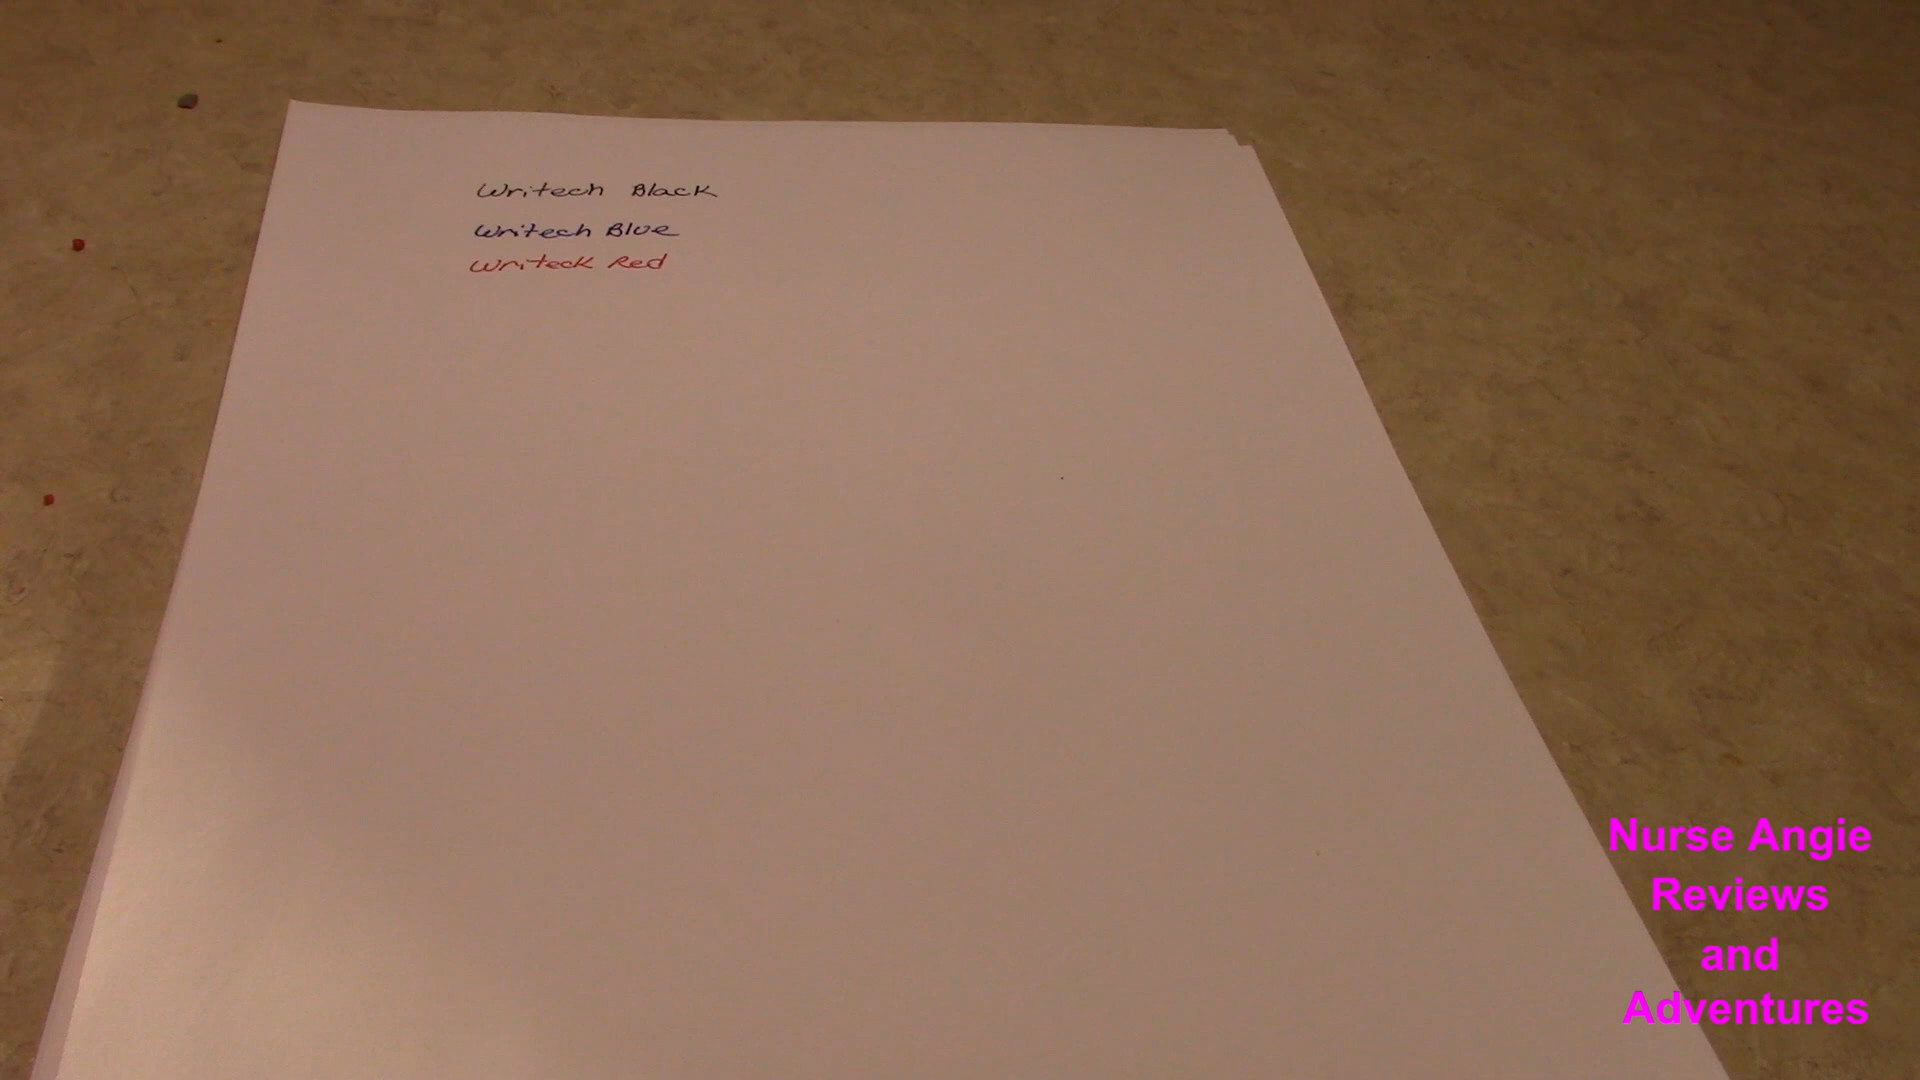 Writech Black
Writech Blue
Writeck Red
Nurse Angie
Reviews
and
Adventures